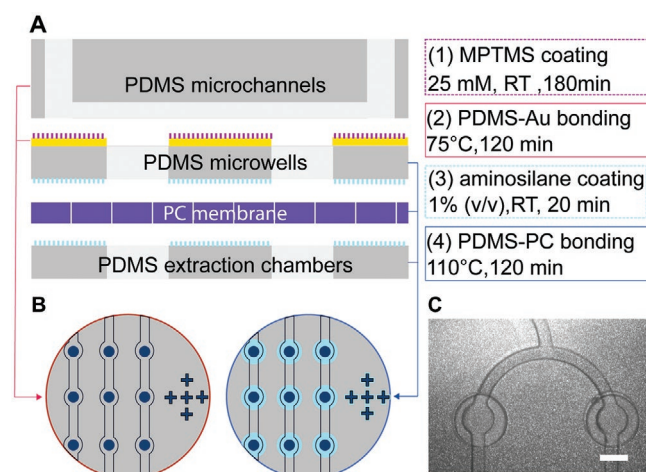 A
PDMS microchannels
PDMS microwells
PC membrane
PDMS extraction chambers
(1) MPTMS coating
25 mM, RT ,180min
(2) PDMS-Au bonding
75°C,120 min
(3) aminosilane coating
1% (v/v),RT, 20 min
(4) PDMS-PC bonding
110°C,120 min
B
C